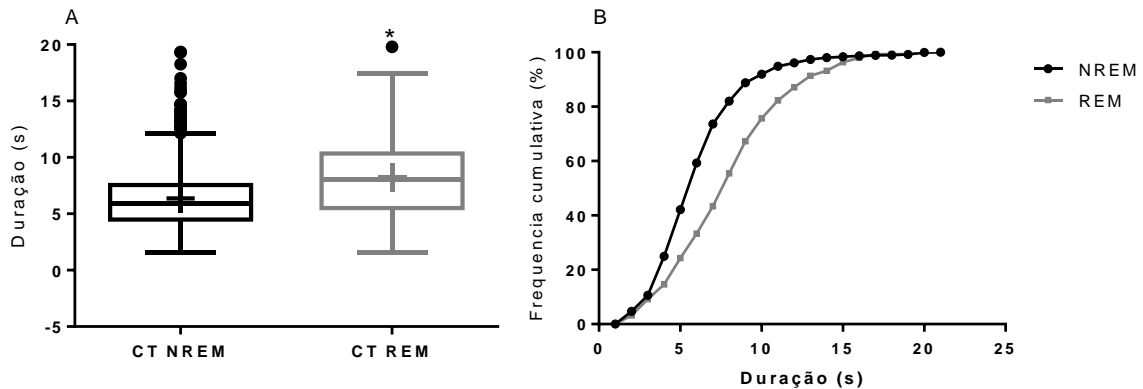 A
Duração (s)
20
15
10
5
0
-5
*
CT NREM
CT REM
B
Frequencia cumulativa (%)
100
80
60
40
20
0
0 5 10 15 20 25
Duração (s)
NREM
REM